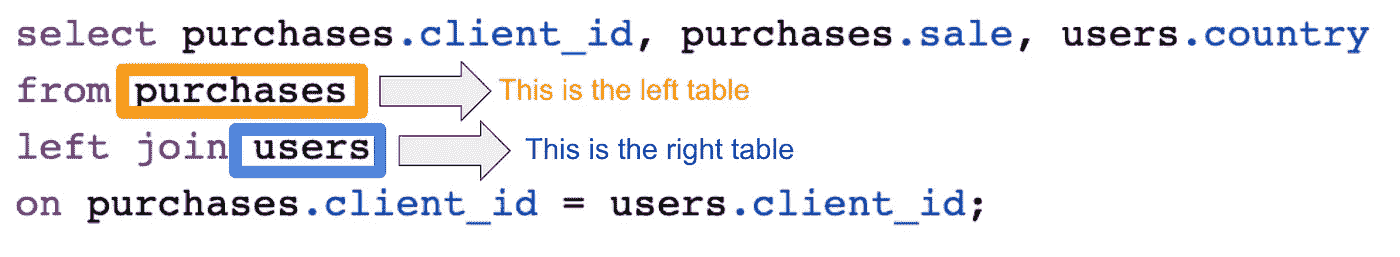 select purchases.client_id, purchases.sale, users.country
from purchases This is the left table
left join users This is the right table
on purchases.client_id = users.client_id;